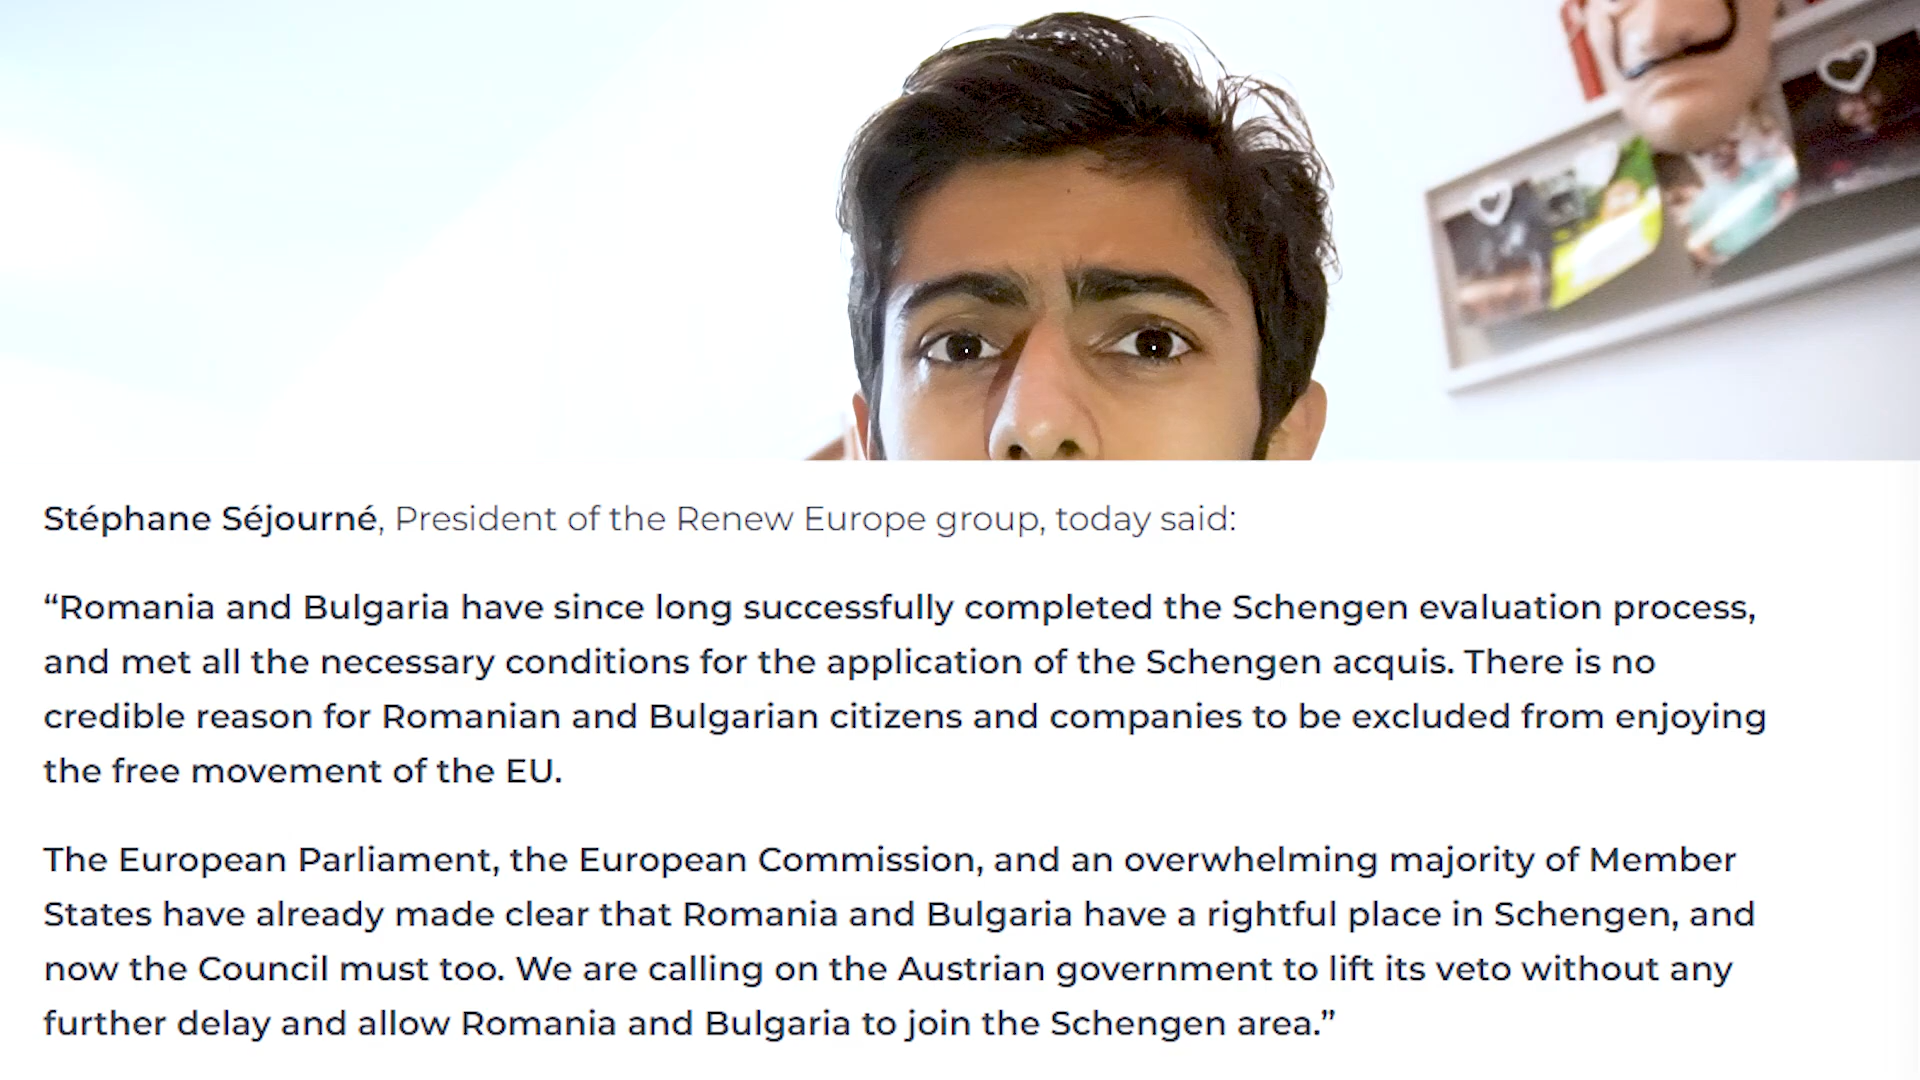 Stéphane Séjourné, President of the Renew Europe group, today said:
“Romania and Bulgaria have since long successfully completed the Schengen evaluation process,
and met all the necessary conditions for the application of the Schengen acquis. There is no
credible reason for Romanian and Bulgarian citizens and companies to be excluded from enjoying
the free movement of the EU.
The European Parliament, the European Commission, and an overwhelming majority of Member
States have already made clear that Romania and Bulgaria have a rightful place in Schengen, and
now the Council must too. We are calling on the Austrian government to lift its veto without any
further delay and allow Romania and Bulgaria to join the Schengen area.”